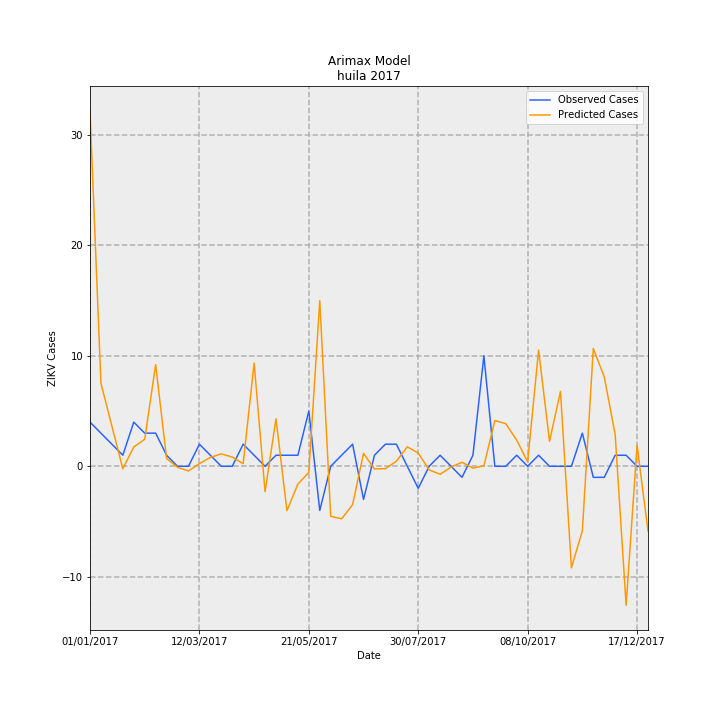 Arimax Model
huila 2017
Observed Cases
Predicted Cases
30
20
10
0
−10
ZIKV Cases
01/01/2017
12/03/2017
21/05/2017
30/07/2017
08/10/2017
17/12/2017
Date